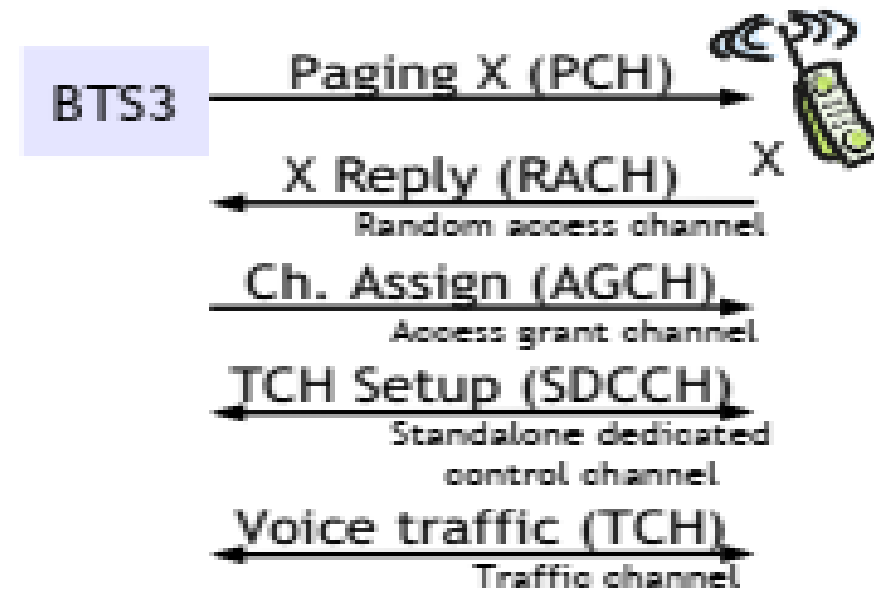 Paging X (PCH)
BTS3
X
X Reply (RACH)
Random access channel
Ch. Assign (AGCH)
Access grant channel
TCH Setup (SDCCH)
Standalone dedicated
control channel
Voice traffic (TCH)
Traffic channel